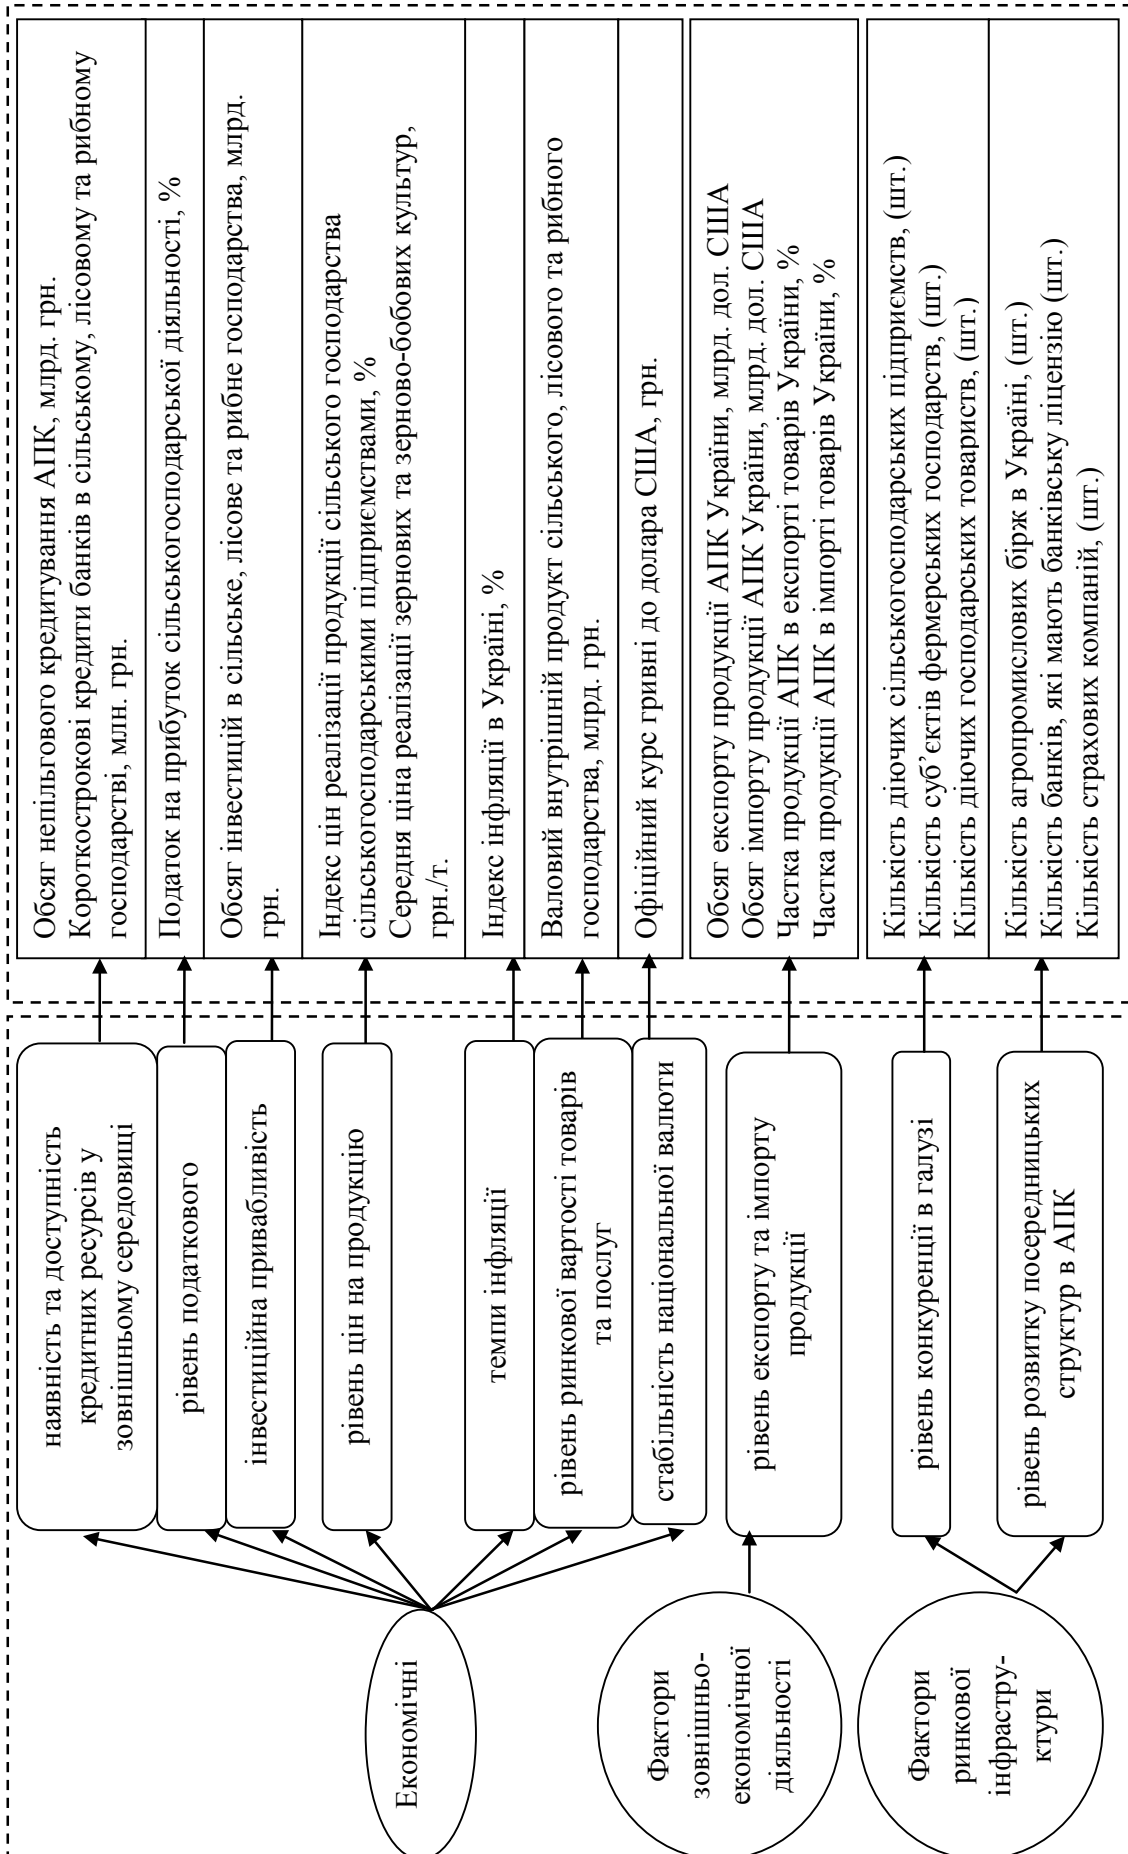 Економічні
Фактори
зовнішньо-
економічної
діяльності
Фактори
ринкової
інфрастру-
ктури
наявність та доступність
кредитних ресурсів у
зовнішньому середовищі
рівень податкового
інвестиційна привабливість
рівень цін на продукцію
темпи інфляції
рівень ринкової вартості товарів
та послуг
стабільність національної валюти
рівень експорту та імпорту
продукції
рівень конкуренції в галузі
рівень розвитку посередницьких
структур в АПК
Обсяг непільгового кредитування АПК, млрд. грн.
Короткострокові кредити банків в сільському, лісовому та рибному
господарстві, млн. грн.
Податок на прибуток сільськогосподарської діяльності, %
Обсяг інвестицій в сільське, лісове та рибне господарства, млрд.
грн.
Індекс цін реалізації продукції сільського господарства
сільськогосподарськими підприємствами, %
Середня ціна реалізації зернових та зерново-бобових культур,
грн./т.
Індекс інфляції в Україні, %
Валовий внутрішній продукт сільського, лісового та рибного
господарства, млрд. грн.
Офіційний курс гривні до долара США, грн.
Обсяг експорту продукції АПК України, млрд. дол. США
Обсяг імпорту продукції АПК України, млрд. дол. США
Частка продукції АПК в експорті товарів України, %
Частка продукції АПК в імпорті товарів України, %
Кількість діючих сільськогосподарських підприємств, (шт.)
Кількість суб’єктів фермерських господарств, (шт.)
Кількість діючих господарських товариств, (шт.)
Кількість агропромислових бірж в Україні, (шт.)
Кількість банків, які мають банківську ліцензію (шт.)
Кількість страхових компаній, (шт.)